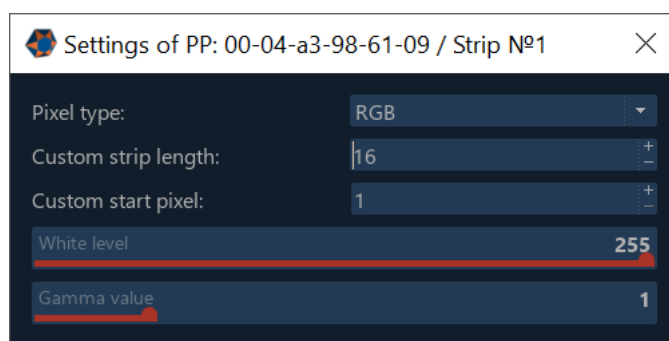 Settings of PP: 00-04-a3-98-61-09 / Strip №1
Pixel type: RGB
Custom strip length: 16
Custom start pixel: 1
White level 255
Gamma value 1